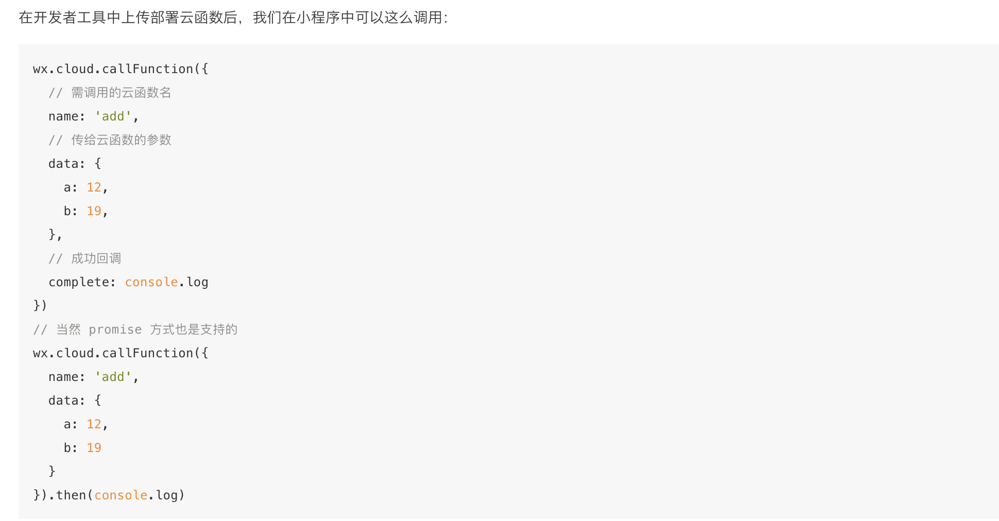 在开发者工具中上传部署云函数后，我们在小程序中可以这么调用：
wx.cloud.callFunction({
  // 需调用的云函数名
  name: 'add',
  // 传给云函数的参数
  data: {
    a: 12,
    b: 19,
  },
  // 成功回调
  complete: console.log
})
// 当然 promise 方式也是支持的
wx.cloud.callFunction({
  name: 'add',
  data: {
    a: 12,
    b: 19
  }
}).then(console.log)